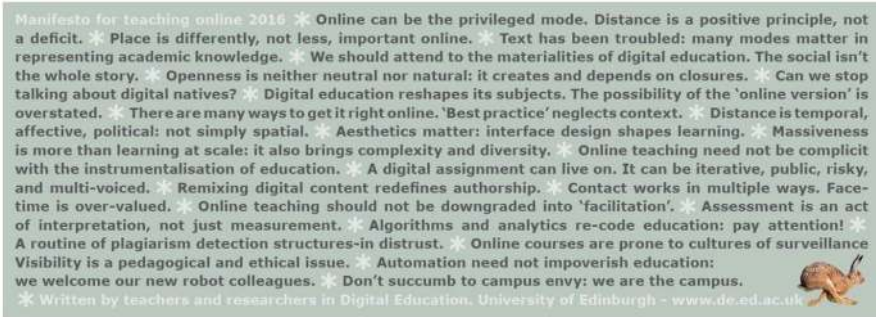 Manifesto for teaching online 2016 * Online can be the privileged mode. Distance is a positive principle, not
a deficit. * Place is differently, not less, important online. * Text has been troubled: many modes matter in
representing academic knowledge. * We should attend to the materialities of digital education. The social isn't
the whole story. * Openness is neither neutral nor natural: it creates and depends on closures. * Can we stop
talking about digital natives? * Digital education reshapes its subjects. The possibility of the 'online version' is
overstated. * There are many ways to get it right online. 'Best practice' neglects context. * Distance is temporal,
affective, political: not simply spatial. * Aesthetics matter: interface design shapes learning. * Massiveness
is more than learning at scale: it also brings complexity and diversity. * Online teaching need not be complicit
with the instrumentalisation of education. * A digital assignment can live on. It can be iterative, public, risky,
and multi-voiced. * Remixing digital content redefines authorship. * Contact works in multiple ways. Face-
time is over-valued. * Online teaching should not be downgraded into 'facilitation'. * Assessment is an act
of interpretation, not just measurement. * Algorithms and analytics re-code education: pay attention! *
A routine of plagiarism detection structures-in distrust. * Online courses are prone to cultures of surveillance
Visibility is a pedagogical and ethical issue. * Automation need not impoverish education:
we welcome our new robot colleagues. * Don't succumb to campus envy: we are the campus.
* Written by teachers and researchers in Digital Education. University of Edinburgh - www.de.ed.ac.uk